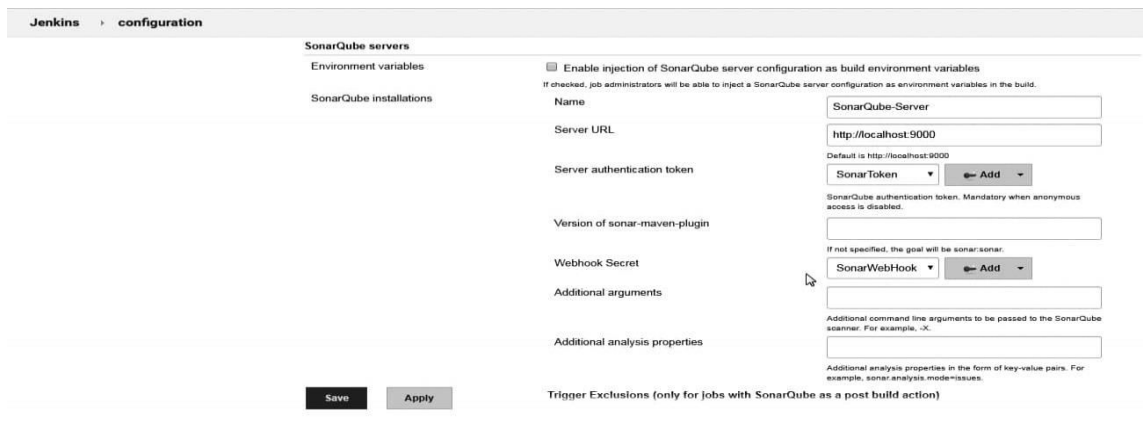 Jenkins › configuration
SonarQube servers
Environment variables
Enable injection of SonarQube server configuration as build environment variables
If checked, job administrators will be able to inject a SonarQube server configuration as environment variables in the build.
SonarQube installations
Name
SonarQube-Server
Server URL
http://localhost:9000
Default is http://localhost:9000
Server authentication token
SonarToken
Add
SonarQube authentication token. Mandatory when anonymous
access is disabled.
Version of sonar-maven-plugin
If not specified, the goal will be sonar:sonar.
Webhook Secret
SonarWebHook
Add
Additional arguments
Additional command line arguments to be passed to the SonarQube
scanner. For example, -X.
Additional analysis properties
Additional analysis properties in the form of key-value pairs. For
example, sonar.analysis.mode=issues.
Save Apply
Trigger Exclusions (only for jobs with SonarQube as a post build action)